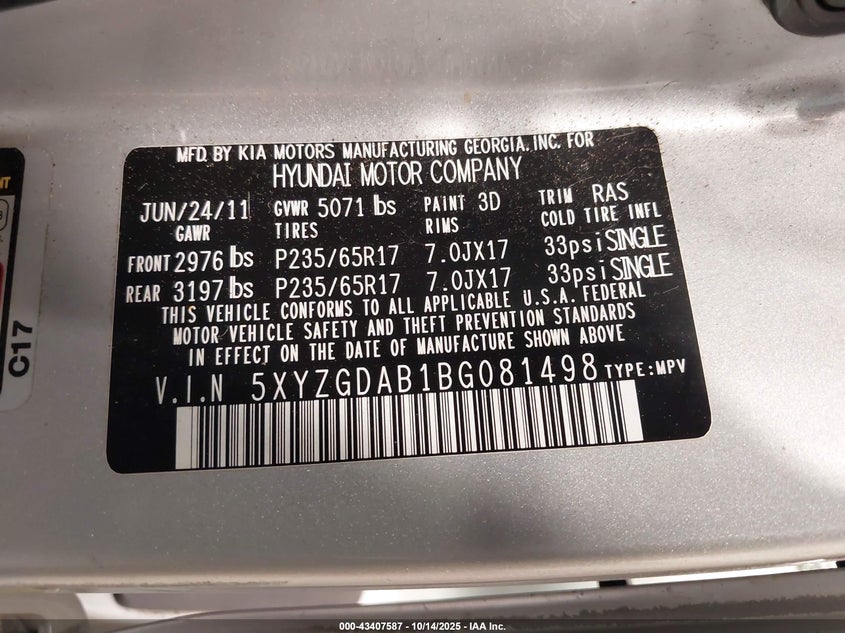 MFD. BY KIA MOTORS MANUFACTURING GEORGIA. INC. FOR
HYUNDAI MOTOR COMPANY
JUN/24/11 GVWR 5071 lbs PAINT 3D TRIM RAS
GAWR TIRES RIMS COLD TIRE INFL
FRONT 2976 lbs P235/65R17 7.0JX17 33psi SINGLE
REAR 3197 lbs P235/65R17 7.0JX17 33psi SINGLE
THIS VEHICLE CONFORMS TO ALL APPLICABLE U.S.A. FEDERAL
MOTOR VEHICLE SAFETY AND THEFT PREVENTION STANDARDS
IN EFFECT ON THE DATE OF MANUFACTURE SHOWN ABOVE
V.I.N 5XYZGDAB1BG081498 TYPE:MPV
C17
000-43407587 - 10/14/2025 - IAA Inc.